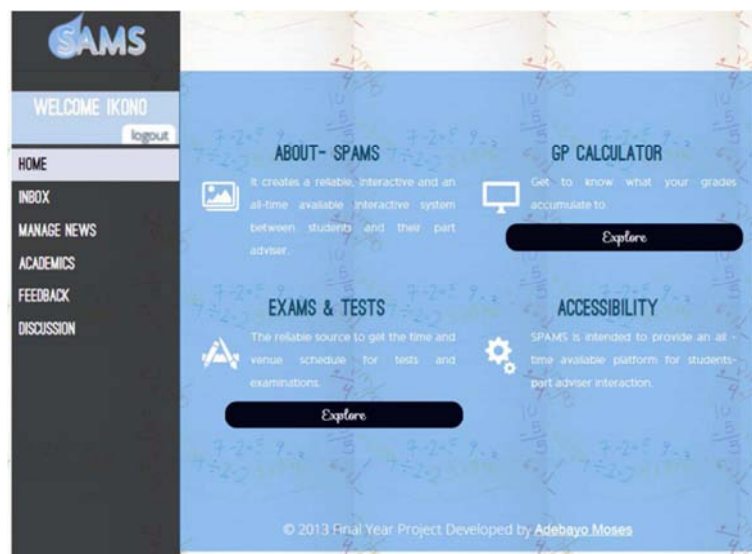 SAMS
WELCOME IKONO
logout
HOME
INBOX
MANAGE NEWS
ACADEMICS
FEEDBACK
DISCUSSION
ABOUT- SPAMS
It creates a reliable, interactive and an
all-time available interactive system
between students and their part
adviser.
GP CALCULATOR
Get to know what your grades
accumulate to
Explore
EXAMS & TESTS
The reliable source to get the time and
venue schedule for tests and
examinations.
Explore
ACCESSIBILITY
SPAMS is intended to provide an all -
time available platform for students-
part adviser interaction.
© 2013 Final Year Project Developed by Adebayo Moses